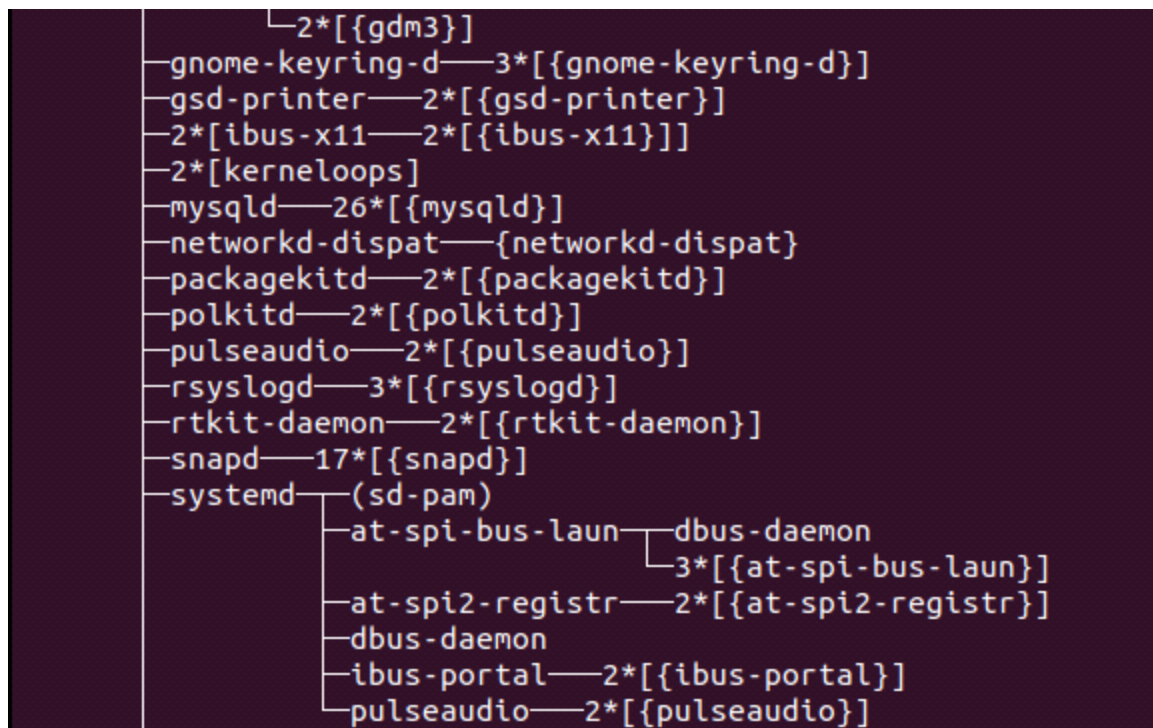 └─2*[{gdm3}]
├─gnome-keyring-d───3*[{gnome-keyring-d}]
├─gsd-printer───2*[{gsd-printer}]
├─2*[ibus-x11───2*[{ibus-x11}]]
├─2*[kerneloops]
├─mysqld───26*[{mysqld}]
├─networkd-dispat───{networkd-dispat}
├─packagekitd───2*[{packagekitd}]
├─polkitd───2*[{polkitd}]
├─pulseaudio───2*[{pulseaudio}]
├─rsyslogd───3*[{rsyslogd}]
├─rtkit-daemon───2*[{rtkit-daemon}]
├─snapd───17*[{snapd}]
├─systemd─┬─(sd-pam)
├─at-spi-bus-laun─┬─dbus-daemon
└─3*[{at-spi-bus-laun}]
├─at-spi2-registr───2*[{at-spi2-registr}]
├─dbus-daemon
├─ibus-portal───2*[{ibus-portal}]
└─pulseaudio───2*[{pulseaudio}]